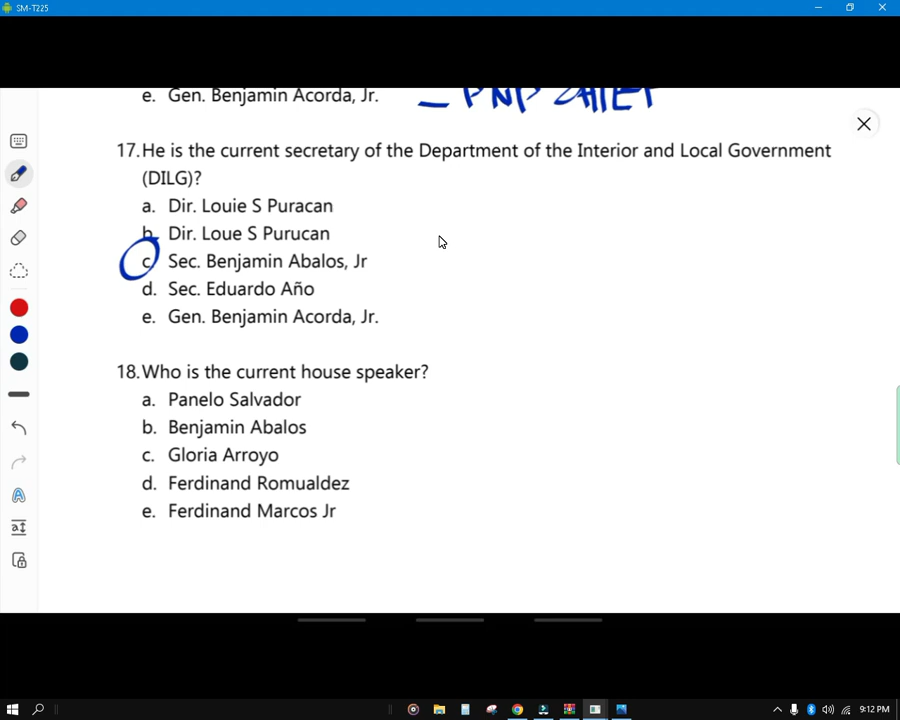 SM-T225
e. Gen. Benjamin Acorda, Jr. – PNP CHIEF
17. He is the current secretary of the Department of the Interior and Local Government
(DILG)?
a. Dir. Louie S Puracan
b. Dir. Loue S Purucan
c. Sec. Benjamin Abalos, Jr
d. Sec. Eduardo Año
e. Gen. Benjamin Acorda, Jr.
18. Who is the current house speaker?
a. Panelo Salvador
b. Benjamin Abalos
c. Gloria Arroyo
d. Ferdinand Romualdez
e. Ferdinand Marcos Jr
9:12 PM